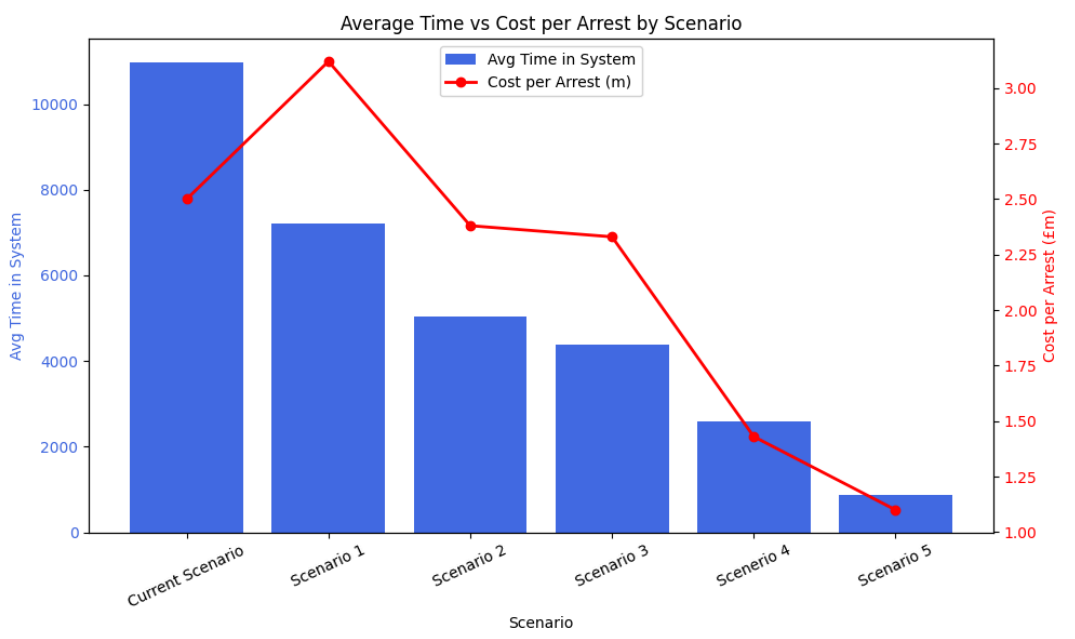 Average Time vs Cost per Arrest by Scenario
Avg Time in System
Cost per Arrest (m)
Avg Time in System
10000
8000
6000
4000
2000
0
3.00
2.75
2.50
2.25
2.00
1.75
1.50
1.25
1.00
Cost per Arrest (£m)
Current Scenario
Scenario 1
Scenario 2
Scenario 3
Scenerio 4
Scenario 5
Scenario